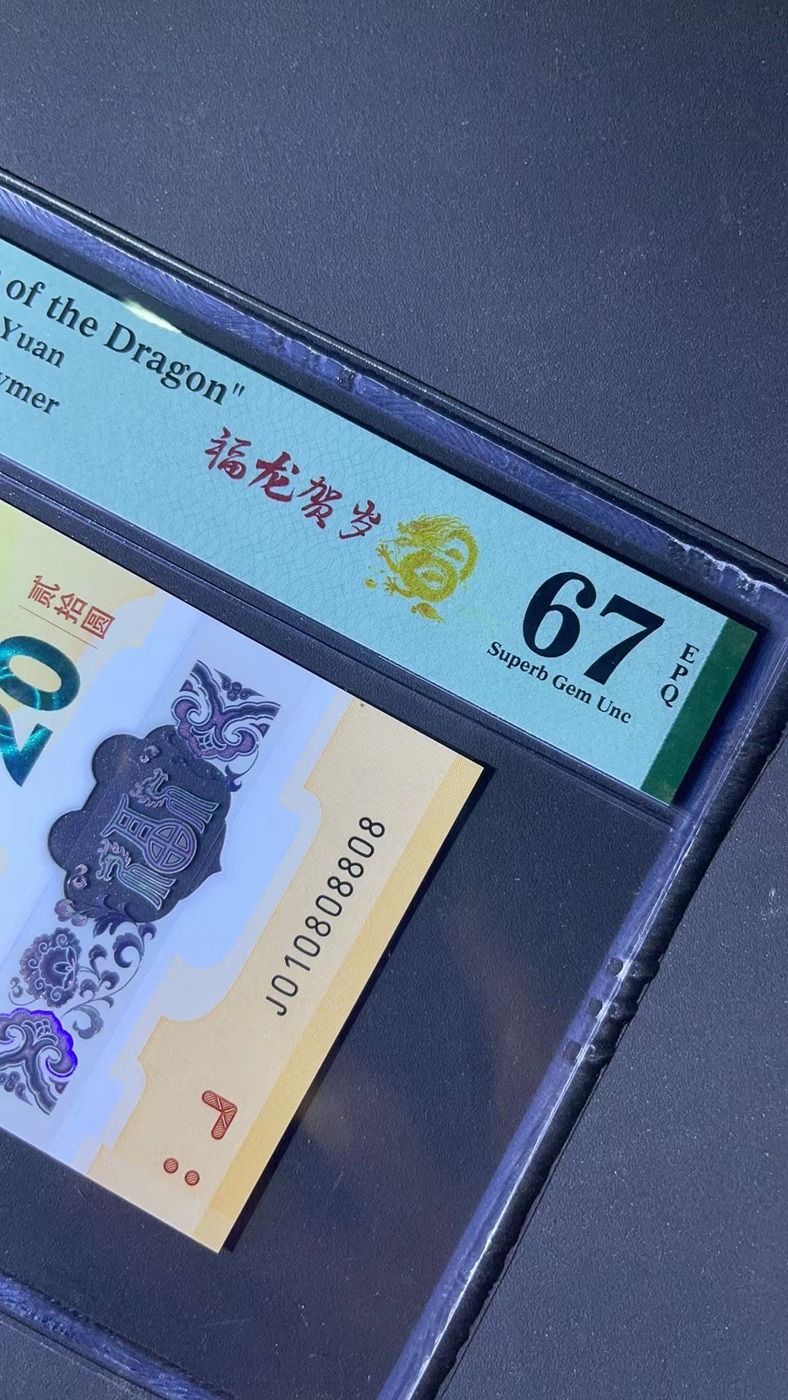 of the Dragon"
Yuan
ymer
福龙贺岁
67
EPQ
Superb Gem Unc
贰拾圆
20
福
J010808808